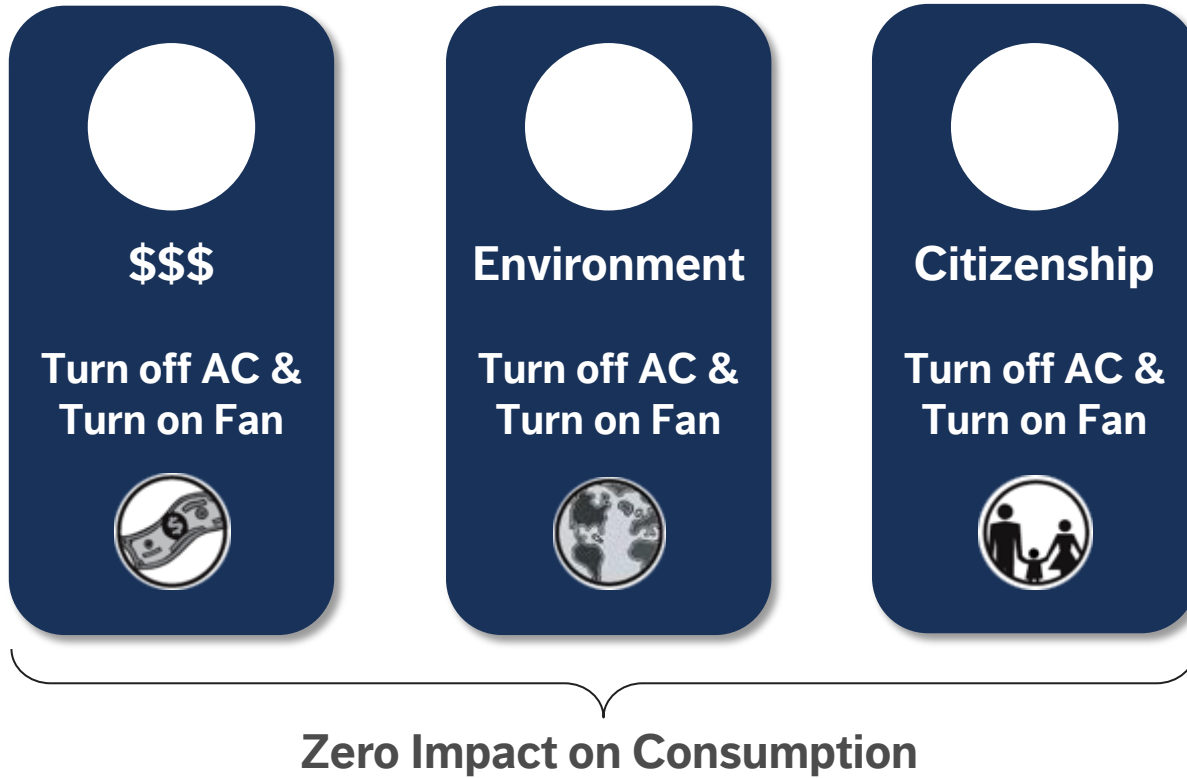 $$$
Turn off AC &
Turn on Fan
$
Environment
Turn off AC &
Turn on Fan
Citizenship
Turn off AC &
Turn on Fan
Zero Impact on Consumption